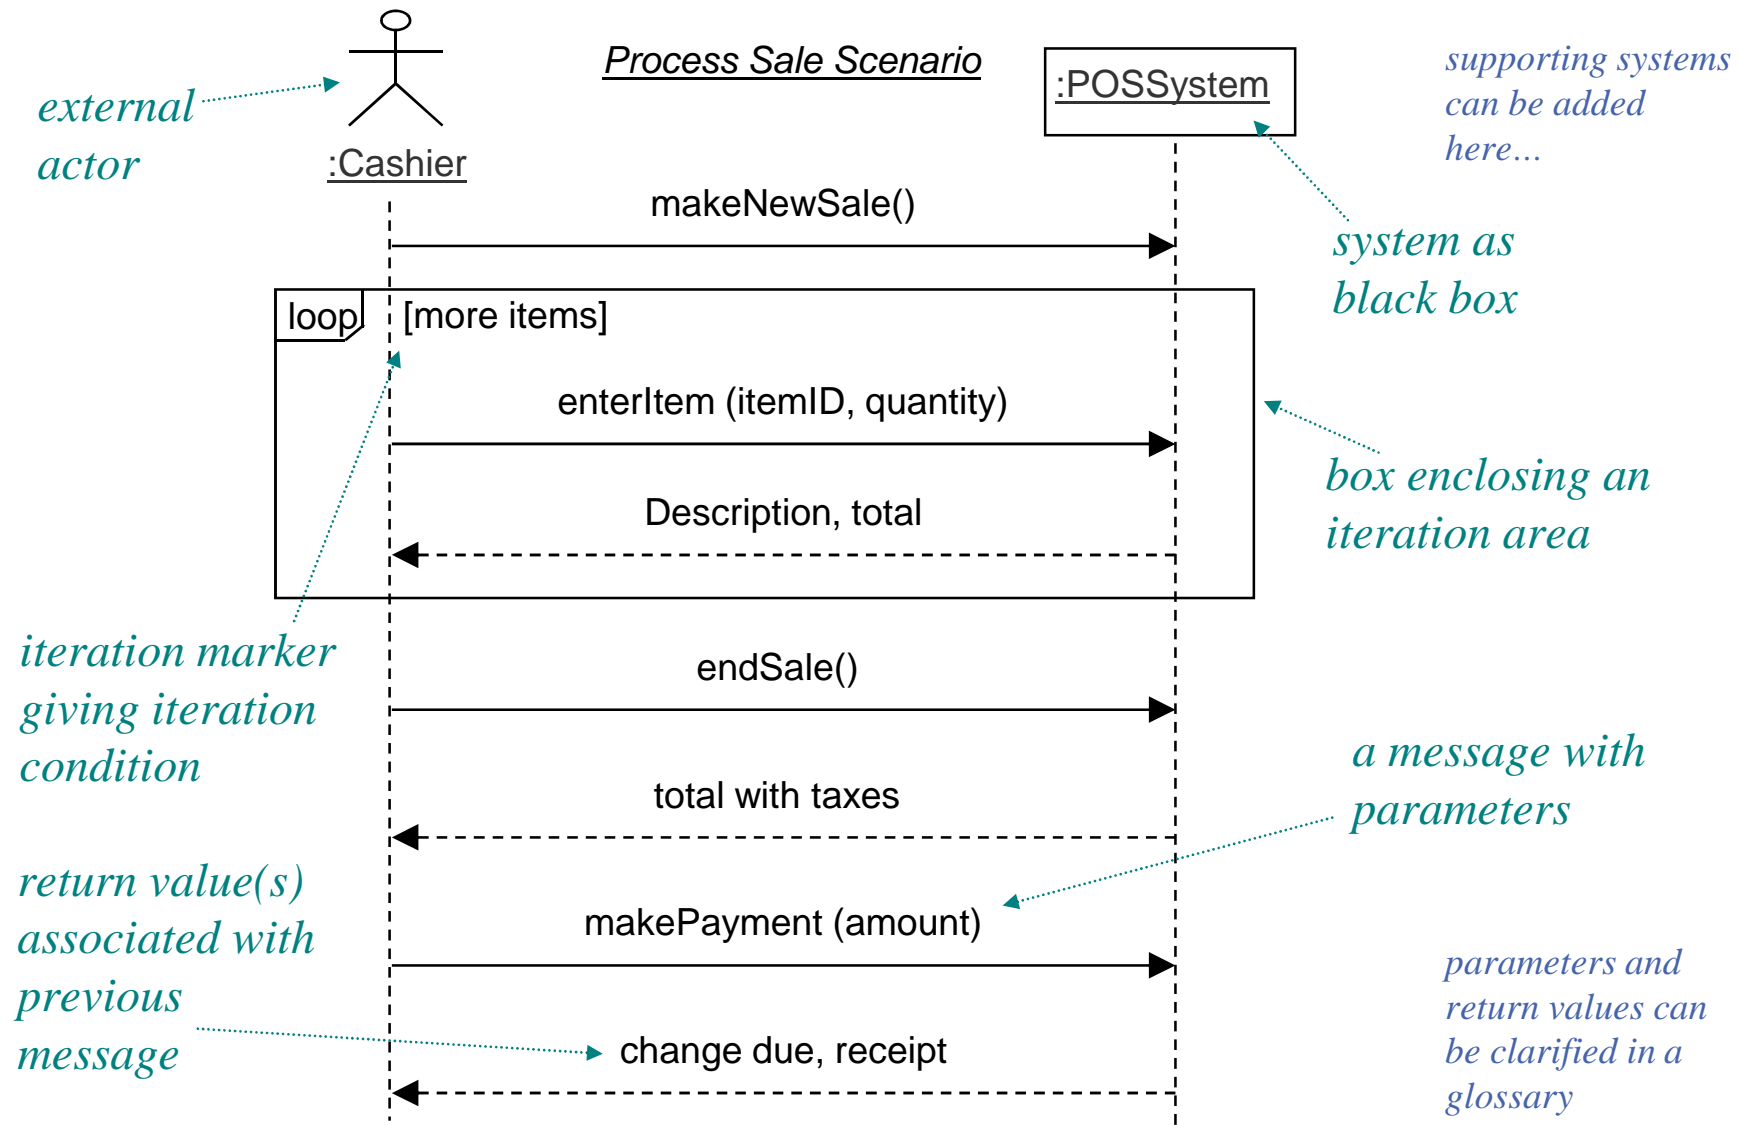 Process Sale Scenario
:POSSystem
supporting systems
can be added
here…
external
actor
:Cashier
makeNewSale()
system as
black box
loop
[more items]
enterItem (itemID, quantity)
box enclosing an
iteration area
Description, total
iteration marker
giving iteration
condition
endSale()
a message with
parameters
total with taxes
return value(s)
associated with
previous
message
makePayment (amount)
parameters and
return values can
be clarified in a
glossary
change due, receipt